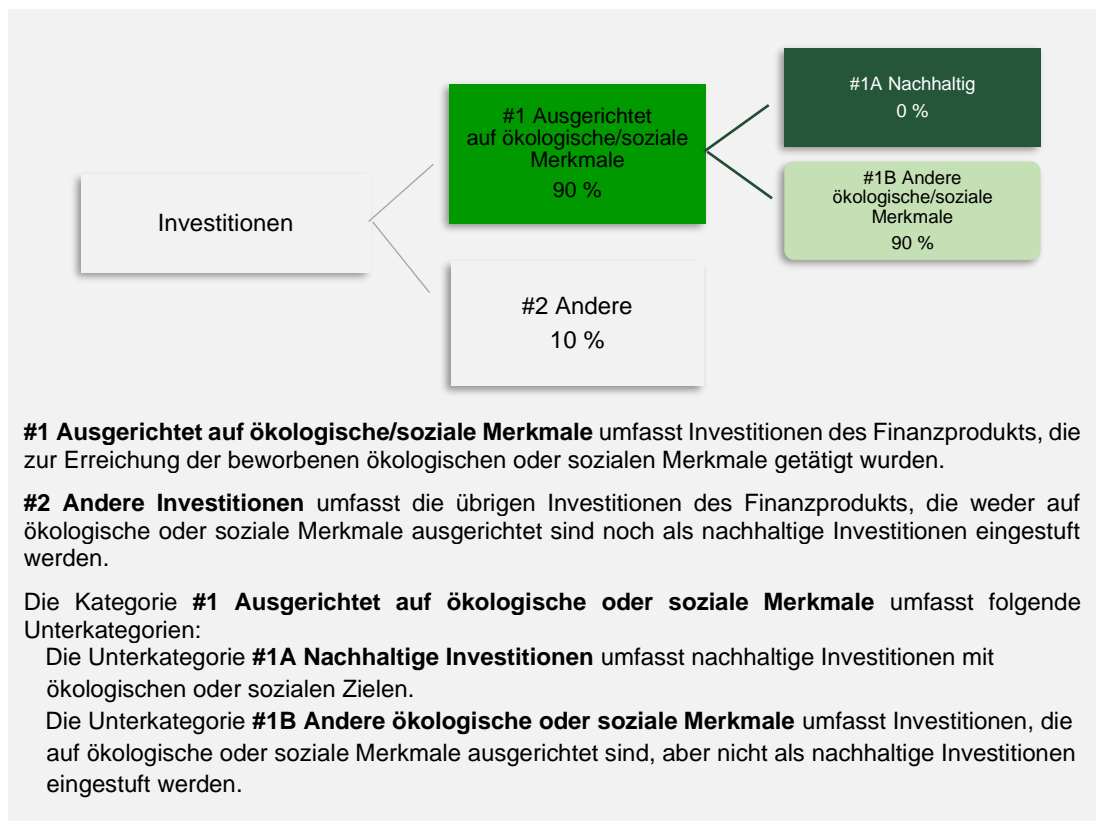 #1A Nachhaltig
0 %
#1 Ausgerichtet
auf ökologische/soziale
Merkmale
90 %
#1B Andere
ökologische/soziale
Merkmale
90 %
Investitionen
#2 Andere
10 %
#1 Ausgerichtet auf ökologische/soziale Merkmale umfasst Investitionen des Finanzprodukts, die
zur Erreichung der beworbenen ökologischen oder sozialen Merkmale getätigt wurden.
#2 Andere Investitionen umfasst die übrigen Investitionen des Finanzprodukts, die weder auf
ökologische oder soziale Merkmale ausgerichtet sind noch als nachhaltige Investitionen eingestuft
werden.
Die Kategorie #1 Ausgerichtet auf ökologische oder soziale Merkmale umfasst folgende
Unterkategorien:
Die Unterkategorie #1A Nachhaltige Investitionen umfasst nachhaltige Investitionen mit
ökologischen oder sozialen Zielen.
Die Unterkategorie #1B Andere ökologische oder soziale Merkmale umfasst Investitionen, die
auf ökologische oder soziale Merkmale ausgerichtet sind, aber nicht als nachhaltige Investitionen
eingestuft werden.